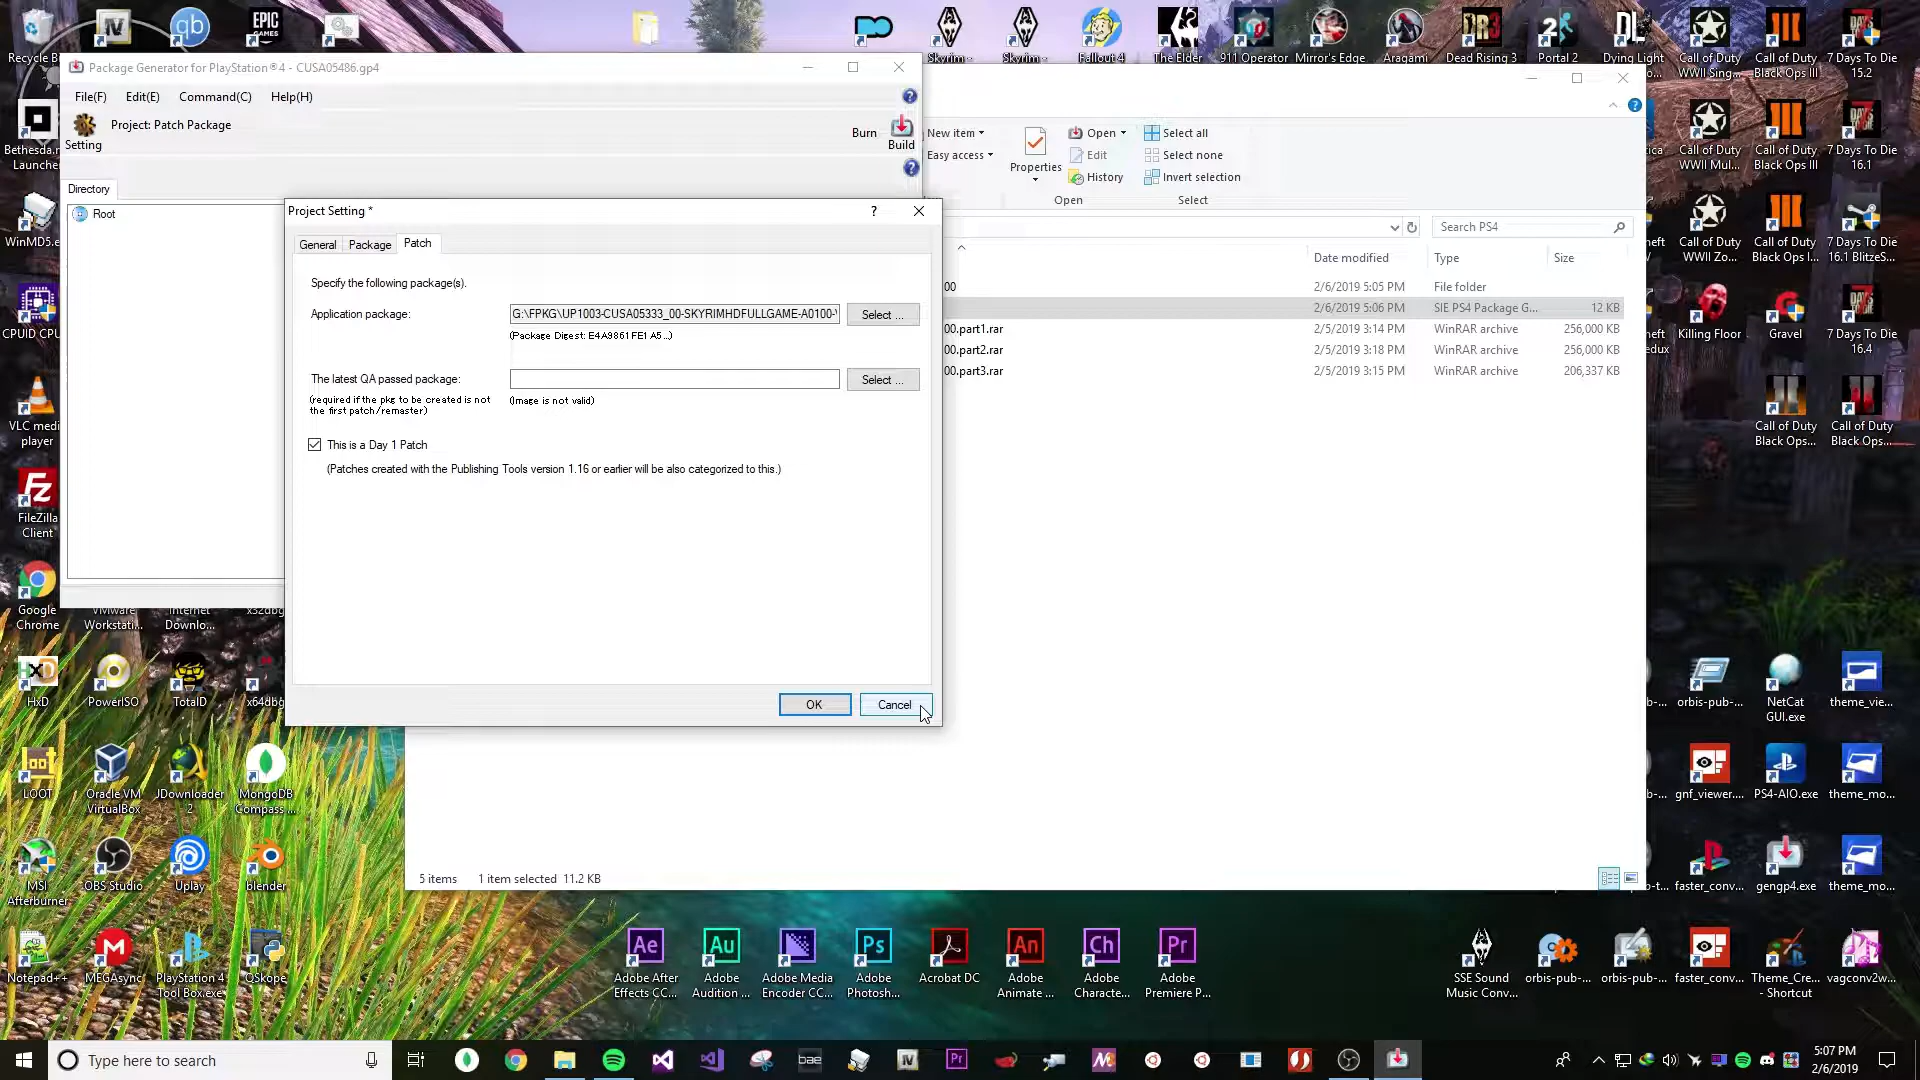 Recycle B
Skyrim -
Skyrim -
Fallout 4
The Elder
911 Operator
Mirror's Edge
Aragami
Dead Rising 3
Portal 2
Dying Light
Call of Duty
WWII Sing...
Call of Duty
Black Ops III
7 Days To Die
15.2
Package Generator for PlayStation®4 - CUSA05486.gp4
File(F)
Edit(E)
Command(C)
Help(H)
Project: Patch Package
Setting
Burn
Build
Directory
Root
New item
Easy access
Properties
Open
Edit
History
Open
Select all
Select none
Invert selection
Select
Search PS4
Date modified
Type
Size
00
2/6/2019 5:05 PM
File folder
2/6/2019 5:06 PM
SIE PS4 Package G...
12 KB
00.part1.rar
2/5/2019 3:14 PM
WinRAR archive
256,000 KB
00.part2.rar
2/5/2019 3:18 PM
WinRAR archive
256,000 KB
00.part3.rar
2/5/2019 3:15 PM
WinRAR archive
206,337 KB
5 items
1 item selected 11.2 KB
Project Setting *
General
Package
Patch
Specify the following package(s).
Application package:
G:\FPKG\UP1003-CUSA05333_00-SKYRIMHDFULLGAME-A0100-V
Select ...
(Package Digest: E4A9861FE1A5...)
The latest QA passed package:
Select ...
(required if the pkg to be created is not
the first patch/remaster)
(Image is not valid)
This is a Day 1 Patch
(Patches created with the Publishing Tools version 1.16 or earlier will be also categorized to this.)
OK
Cancel
Bethesda.n
Launche
WinMD5.e
CPUID CPU
VLC medi
player
FileZilla
Client
Google
Chrome
VMware
Workstati...
Internet
Downlo...
x32dbg
HxD
PowerISO
TotalD
x64dbg
LOOT
Oracle VM
VirtualBox
JDownloader
2
MongoDB
Compass ...
MSI
Afterburner
OBS Studio
Uplay
blender
Notepad++
MEGAsync
PlayStation 4
Tool Box.exe
QSkope
Call of Duty
WWII Mul...
Call of Duty
Black Ops III
7 Days To Die
16.1
Call of Duty
WWII Zo...
Call of Duty
Black Ops I...
7 Days To Die
16.1 BlitzeS...
Killing Floor
Gravel
7 Days To Die
16.4
Call of Duty
Black Ops...
Call of Duty
Black Ops...
orbis-pub-...
NetCat
GUI.exe
theme_vie...
gnf_viewer....
PS4-AIO.exe
theme_mo...
faster_conv...
gengp4.exe
theme_mo...
Adobe After
Effects CC...
Adobe
Audition ...
Adobe Media
Encoder CC...
Adobe
Photosh...
Acrobat DC
Adobe
Animate ...
Adobe
Characte...
Adobe
Premiere P...
SSE Sound
Music Conv...
orbis-pub-...
orbis-pub-...
faster_conv...
Theme_Cre...
- Shortcut
vagconv2w...
Type here to search
bae
5:07 PM
2/6/2019